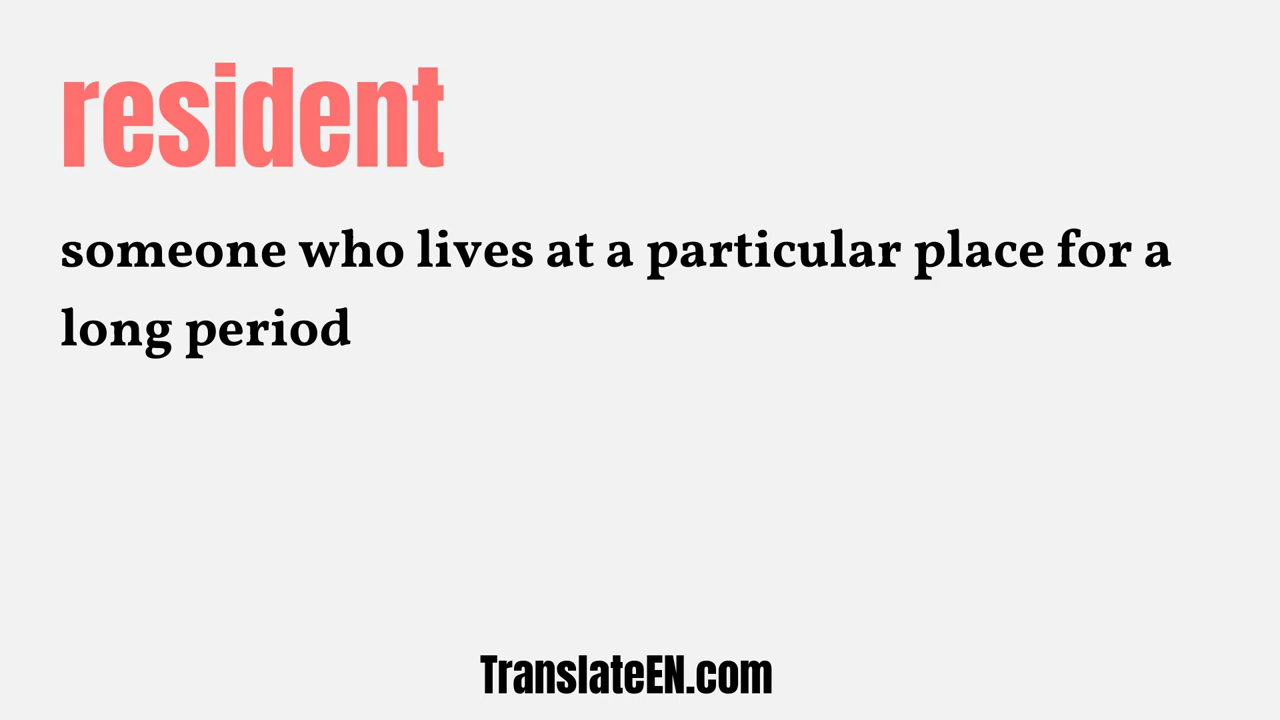 resident
someone who lives at a particular place for a
long period
TranslateEN.com